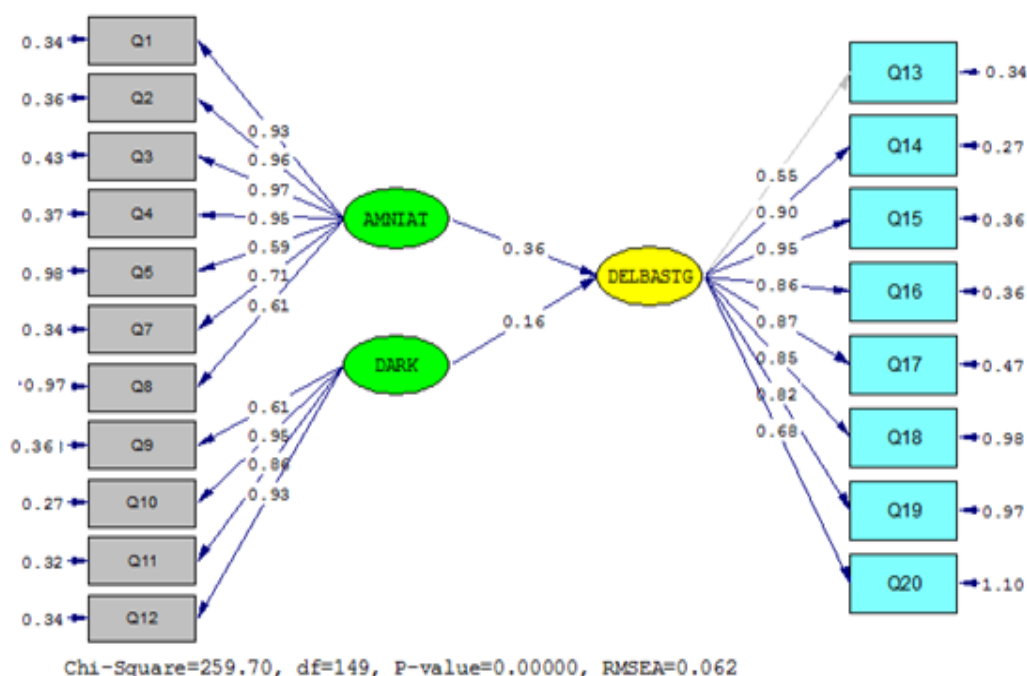 0.34 Q1
0.36 Q2
0.43 Q3
0.37 Q4
0.98 Q5
0.34 Q7
0.97 Q8
0.36 Q9
0.27 Q10
0.32 Q11
0.34 Q12
0.93
0.96
0.97
0.95
0.59
0.71
0.61
0.61
0.95
0.86
0.93
AMNIAT
DARK
0.36
0.16
DELBASTG
0.55
0.90
0.95
0.86
0.87
0.85
0.82
0.68
Q13 0.34
Q14 0.27
Q15 0.36
Q16 0.36
Q17 0.47
Q18 0.98
Q19 0.97
Q20 1.10
Chi-Square=259.70, df=149, P-value=0.00000, RMSEA=0.062